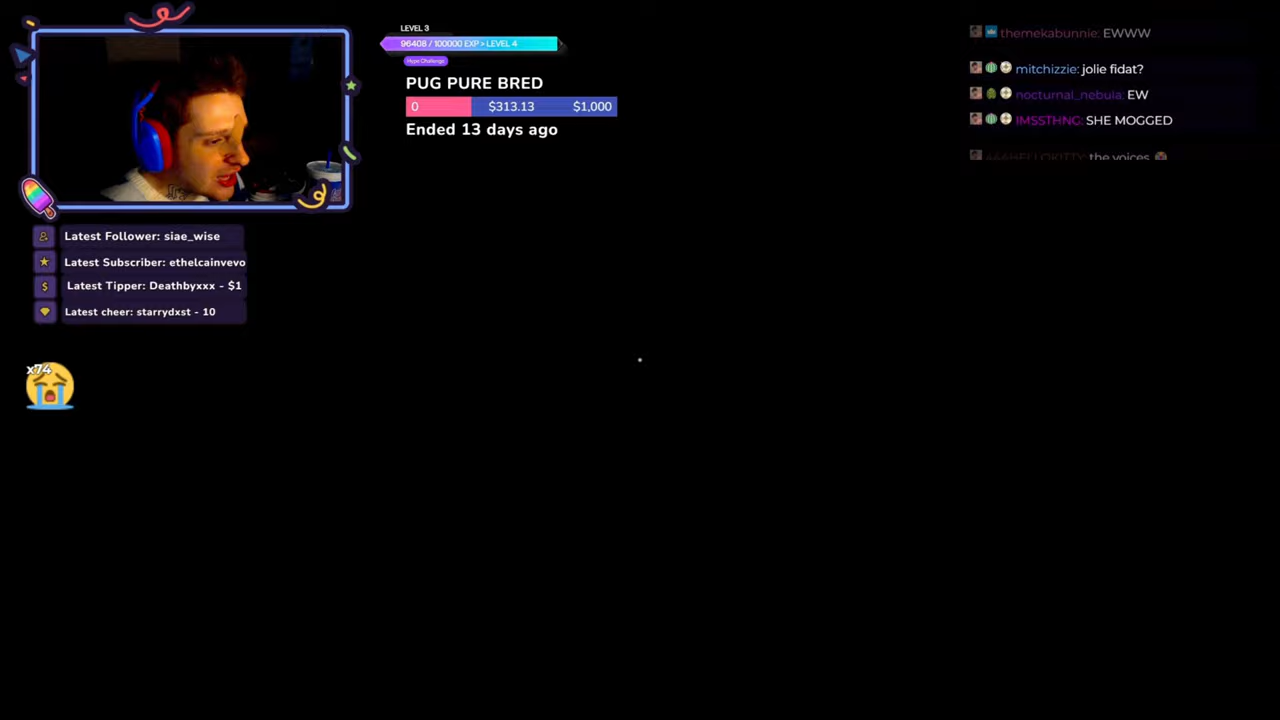 LEVEL 3
96408 / 100000 EXP > LEVEL 4
Hype Challenge
PUG PURE BRED
0 $313.13 $1,000
Ended 13 days ago
themekabunnie: EWWW
mitchizzie: jolie fidat?
nocturnal_nebula: EW
IMSSTHNG: SHE MOGGED
the voices
Latest Follower: siae_wise
Latest Subscriber: ethelcainvevo
Latest Tipper: Deathbyxxx - $1
Latest cheer: starrydxst - 10
x74